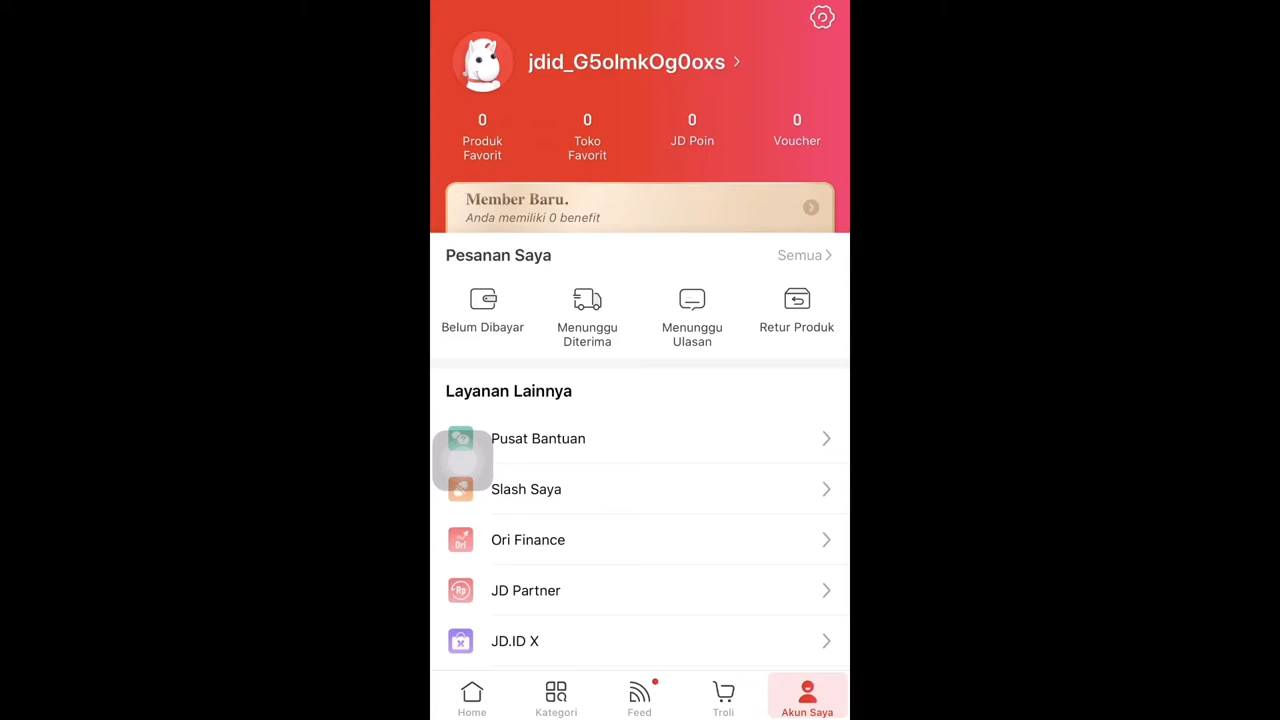 jdid_G5olmkOg0oxs
0 0 0 0
Produk Toko JD Poin Voucher
Favorit Favorit
Member Baru.
Anda memiliki 0 benefit
Pesanan Saya Semua
Belum Dibayar Menunggu Menunggu Retur Produk
Diterima Ulasan
Layanan Lainnya
Pusat Bantuan
Slash Saya
Ori
Ori Finance
Rp
JD Partner
JD.ID X
Home Kategori Feed Troli Akun Saya